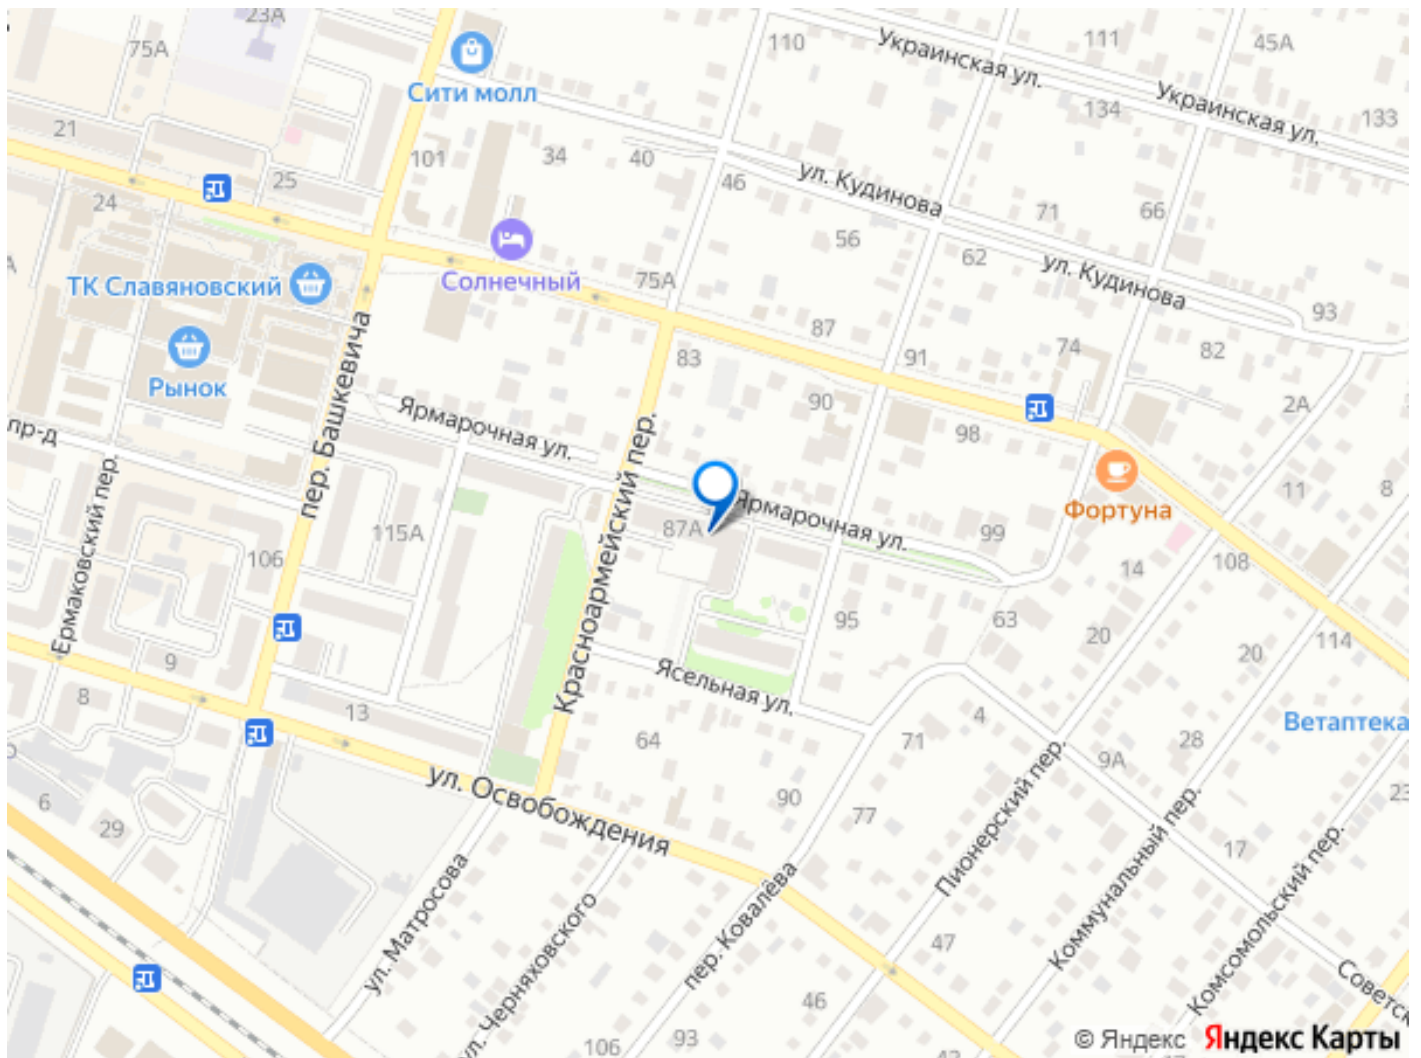 23А
75А
110
Украинская ул.
111
45А
Сити молл
134
Украинская ул.
133
21
101
34
40
ул. Кудинова
25
46
24
71
66
Солнечный
56
62
ул. Кудинова
ТК Славяновский
75А
93
87
Рынок
83
91
74
82
пер. Башкевича
Ярмарочная ул.
90
2А
пр-д
98
Красноармейский пер.
Ермаковский пер.
11
8
Фортуна
Ярмарочная ул.
115А
87А
99
106
14
108
95
63
20
114
20
9
Ясельная ул.
8
13
4
Ветаптека
64
71
28
9А
6
ул. Освобождения
90
23
29
77
17
Пионерский пер.
Коммунальный пер.
Комсомольский пер.
ул. Матросова
пер. Ковалёва
ул. Черняховского
47
46
Советск
93
106
© Яндекс Яндекс Карты